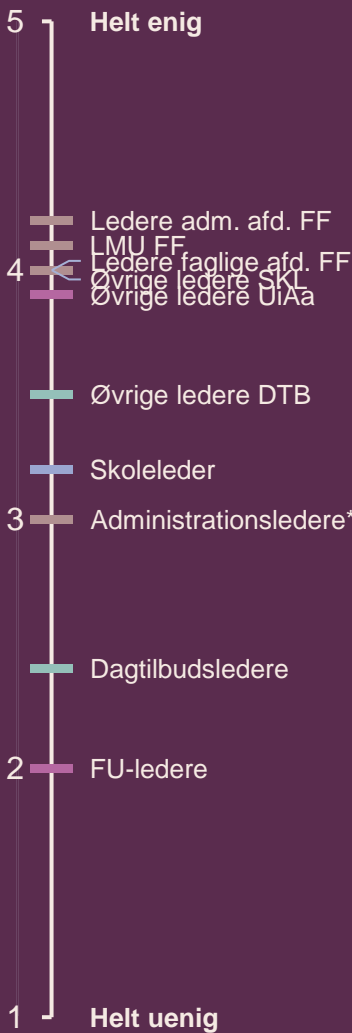 5 Helt enig
Ledere adm. afd. FF
LMU FF
Ledere faglige afd. FF
4
Øvrige ledere SKL
Øvrige ledere UiAa
Øvrige ledere DTB
Skoleleder
3 Administrationsledere*
Dagtilbudsledere
2 FU-ledere
1 Helt uenig